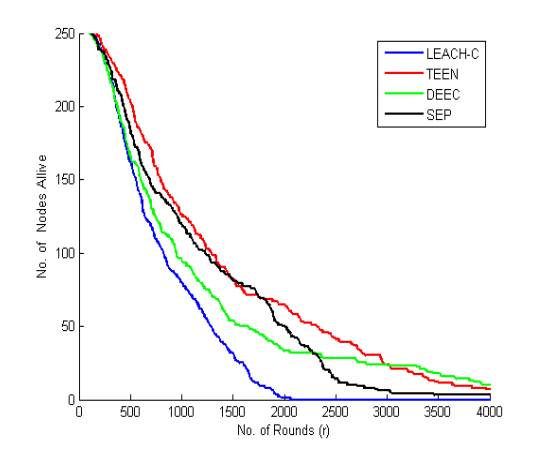 250
200
150
100
50
0
No. of Nodes Allive
LEACH-C
TEEN
DEEC
SEP
0 500 1000 1500 2000 2500 3000 3500 4000
No. of Rounds (r)